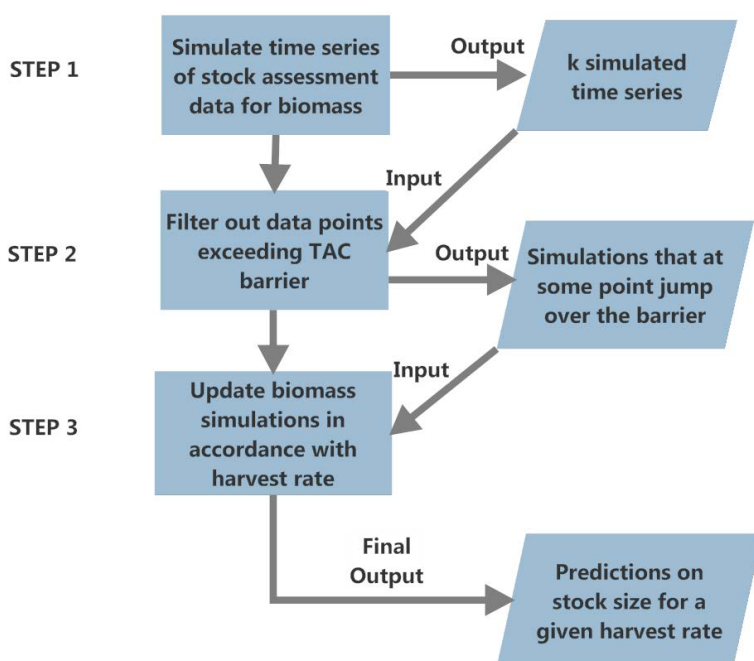 STEP 1
Simulate time series
of stock assessment
data for biomass
Output
k simulated
time series
Input
STEP 2
Filter out data points
exceeding TAC
barrier
Output
Simulations that at
some point jump
over the barrier
Input
STEP 3
Update biomass
simulations in
accordance with
harvest rate
Final
Output
Predictions on
stock size for a
given harvest rate